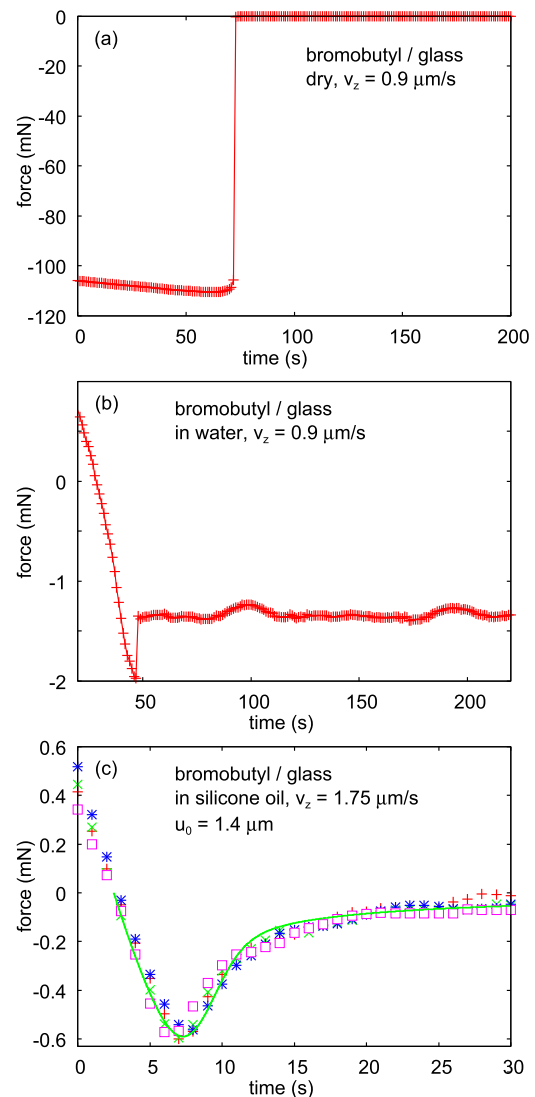 0
(a)
bromobutyl / glass
dry, v_z = 0.9 μm/s
-20
-40
-60
-80
-100
-120
force (mN)
0 50 100 150 200
time (s)
(b)
bromobutyl / glass
in water, v_z = 0.9 μm/s
0
-1
-2
force (mN)
50 100 150 200
time (s)
0.6
(c)
bromobutyl / glass
in silicone oil, v_z = 1.75 μm/s
u_0 = 1.4 μm
0.4
0.2
0
-0.2
-0.4
-0.6
force (mN)
0 5 10 15 20 25 30
time (s)